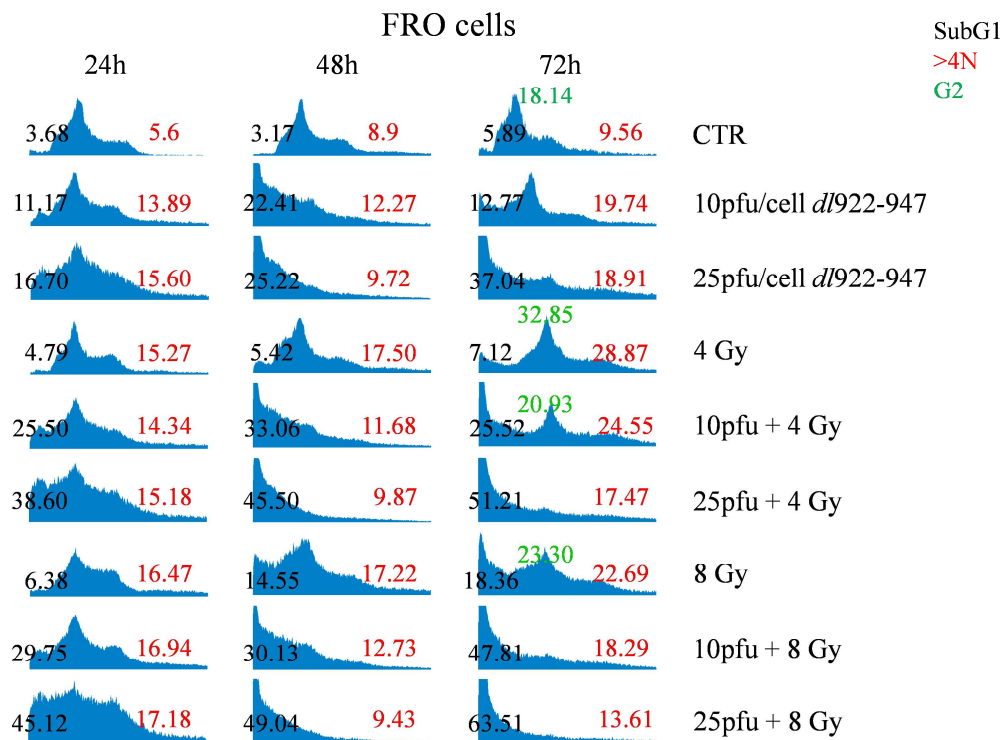 FRO cells
SubG1
>4N
G2
24h 48h 72h
18.14
3.68 5.6 3.17 8.9 5.89 9.56 CTR
11.17 13.89 22.41 12.27 12.77 19.74 10pfu/cell dl922-947
16.70 15.60 25.22 9.72 37.04 18.91 25pfu/cell dl922-947
32.85
4.79 15.27 5.42 17.50 7.12 28.87 4 Gy
20.93
25.50 14.34 33.06 11.68 25.52 24.55 10pfu + 4 Gy
38.60 15.18 45.50 9.87 51.21 17.47 25pfu + 4 Gy
23.30
6.38 16.47 14.55 17.22 18.36 22.69 8 Gy
29.75 16.94 30.13 12.73 47.81 18.29 10pfu + 8 Gy
45.12 17.18 49.04 9.43 63.51 13.61 25pfu + 8 Gy